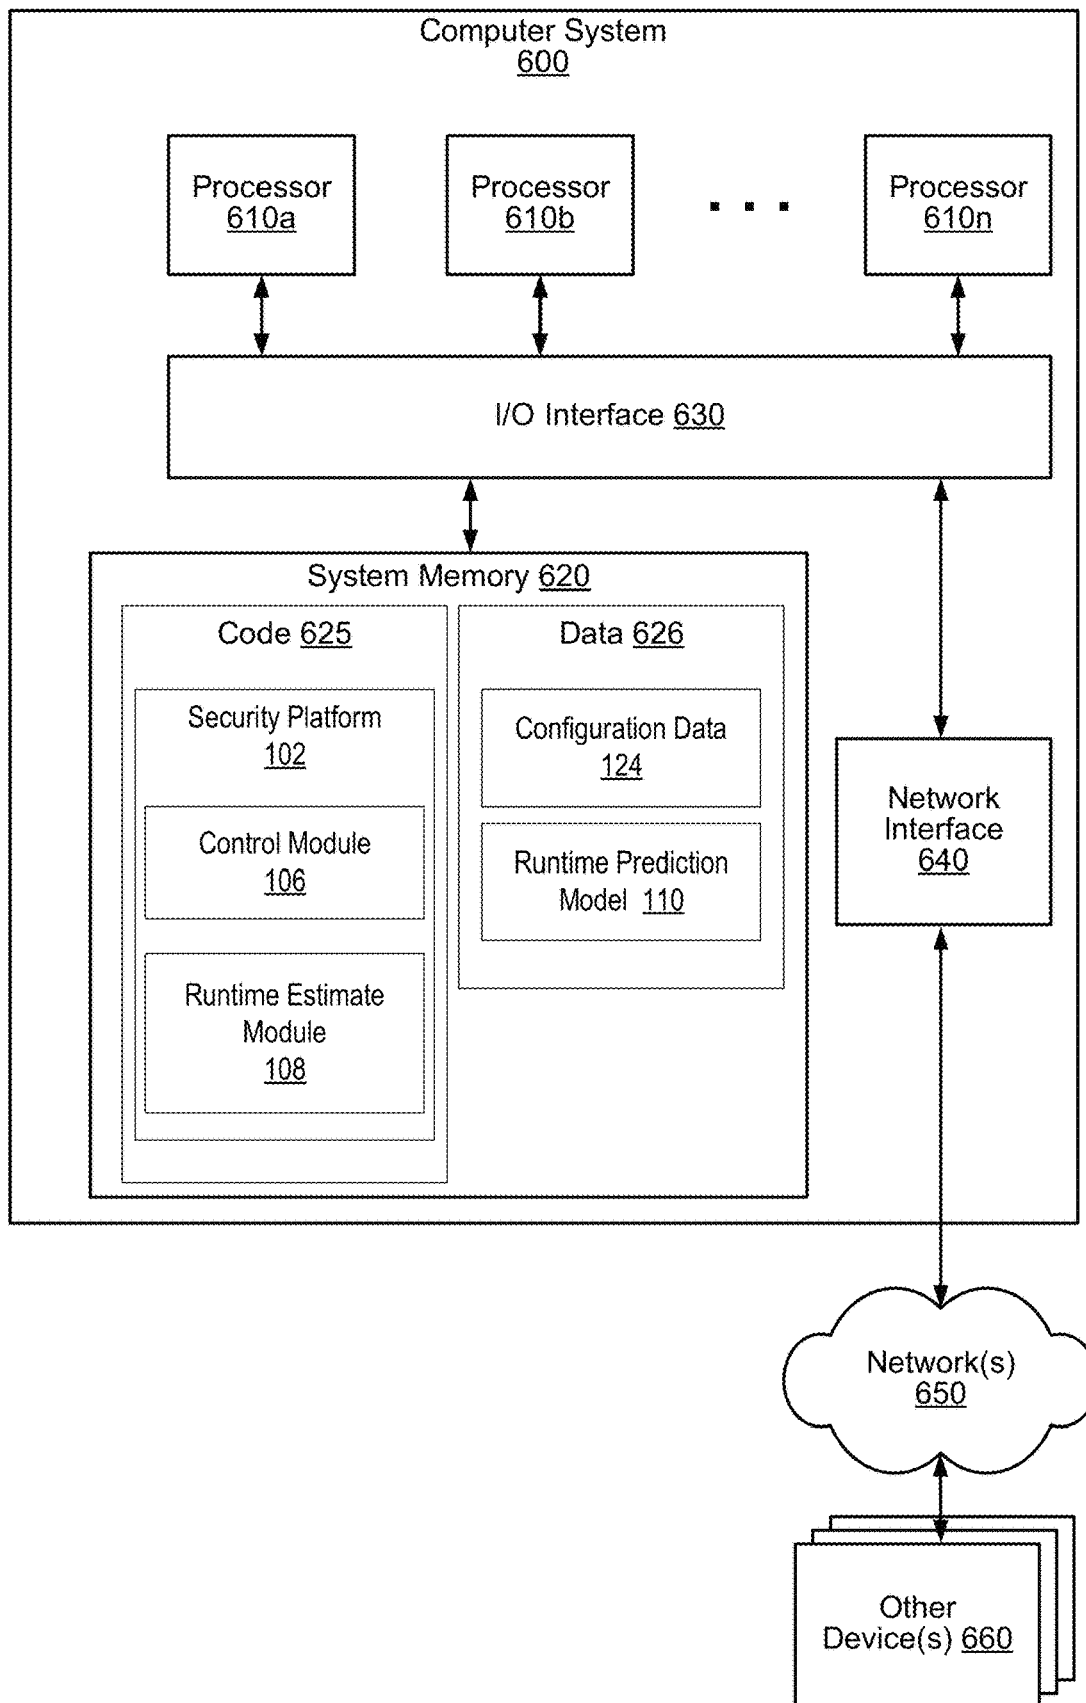 Computer System
600
Processor
610a
Processor
610b
Processor
610n
I/O Interface 630
System Memory 620
Code 625
Security Platform
102
Control Module
106
Runtime Estimate
Module
108
Data 626
Configuration Data
124
Runtime Prediction
Model 110
Network
Interface
640
Network(s)
650
Other
Device(s) 660